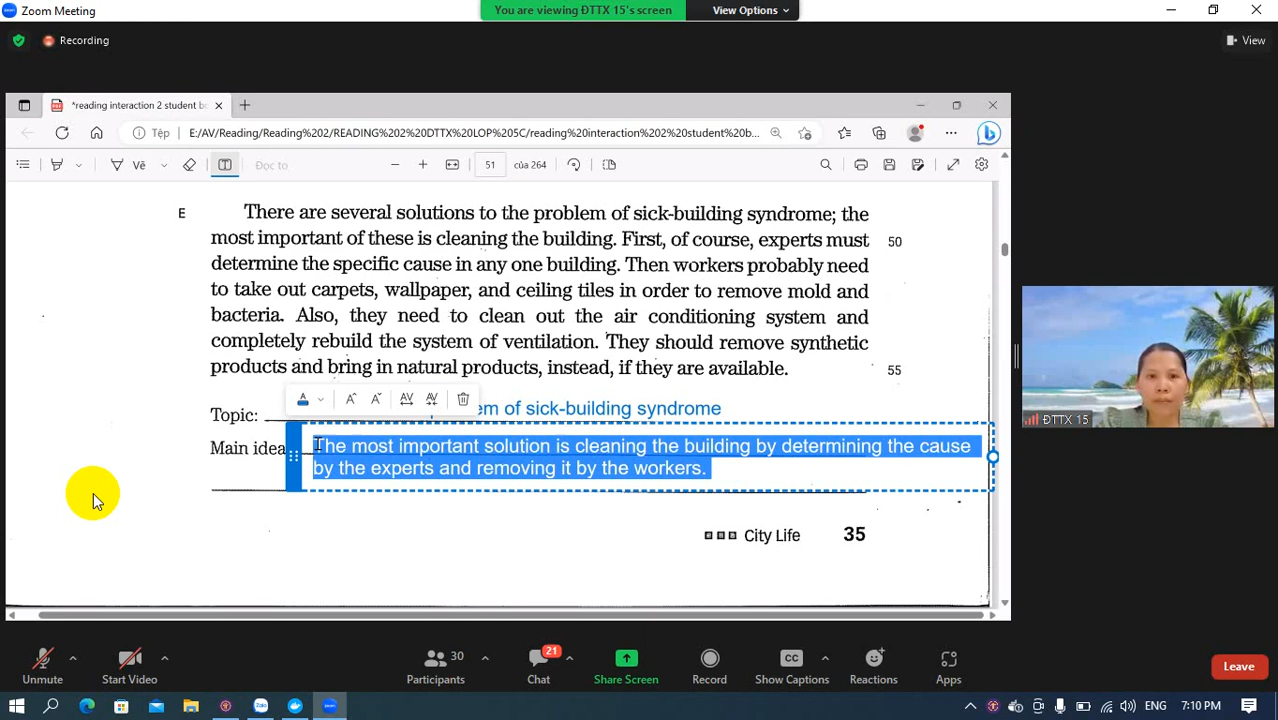 Zoom Meeting
You are viewing ĐTTX 15's screen
View Options
Recording
View
*reading interaction 2 student bo
Tệp
E:/AV/Reading/Reading%202/READING%202%20DTTX%20LOP%205C/reading%20interaction%202%20student%20b...
Vẽ
Đọc to
51
của 264
E
There are several solutions to the problem of sick-building syndrome; the
most important of these is cleaning the building. First, of course, experts must 50
determine the specific cause in any one building. Then workers probably need
to take out carpets, wallpaper, and ceiling tiles in order to remove mold and
bacteria. Also, they need to clean out the air conditioning system and
completely rebuild the system of ventilation. They should remove synthetic
products and bring in natural products, instead, if they are available. 55
Topic: em of sick-building syndrome
Main idea
The most important solution is cleaning the building by determining the cause
by the experts and removing it by the workers.
City Life 35
ĐTTX 15
Unmute
Start Video
30
Participants
21
Chat
Share Screen
Record
CC
Show Captions
Reactions
Apps
Leave
ENG
7:10 PM